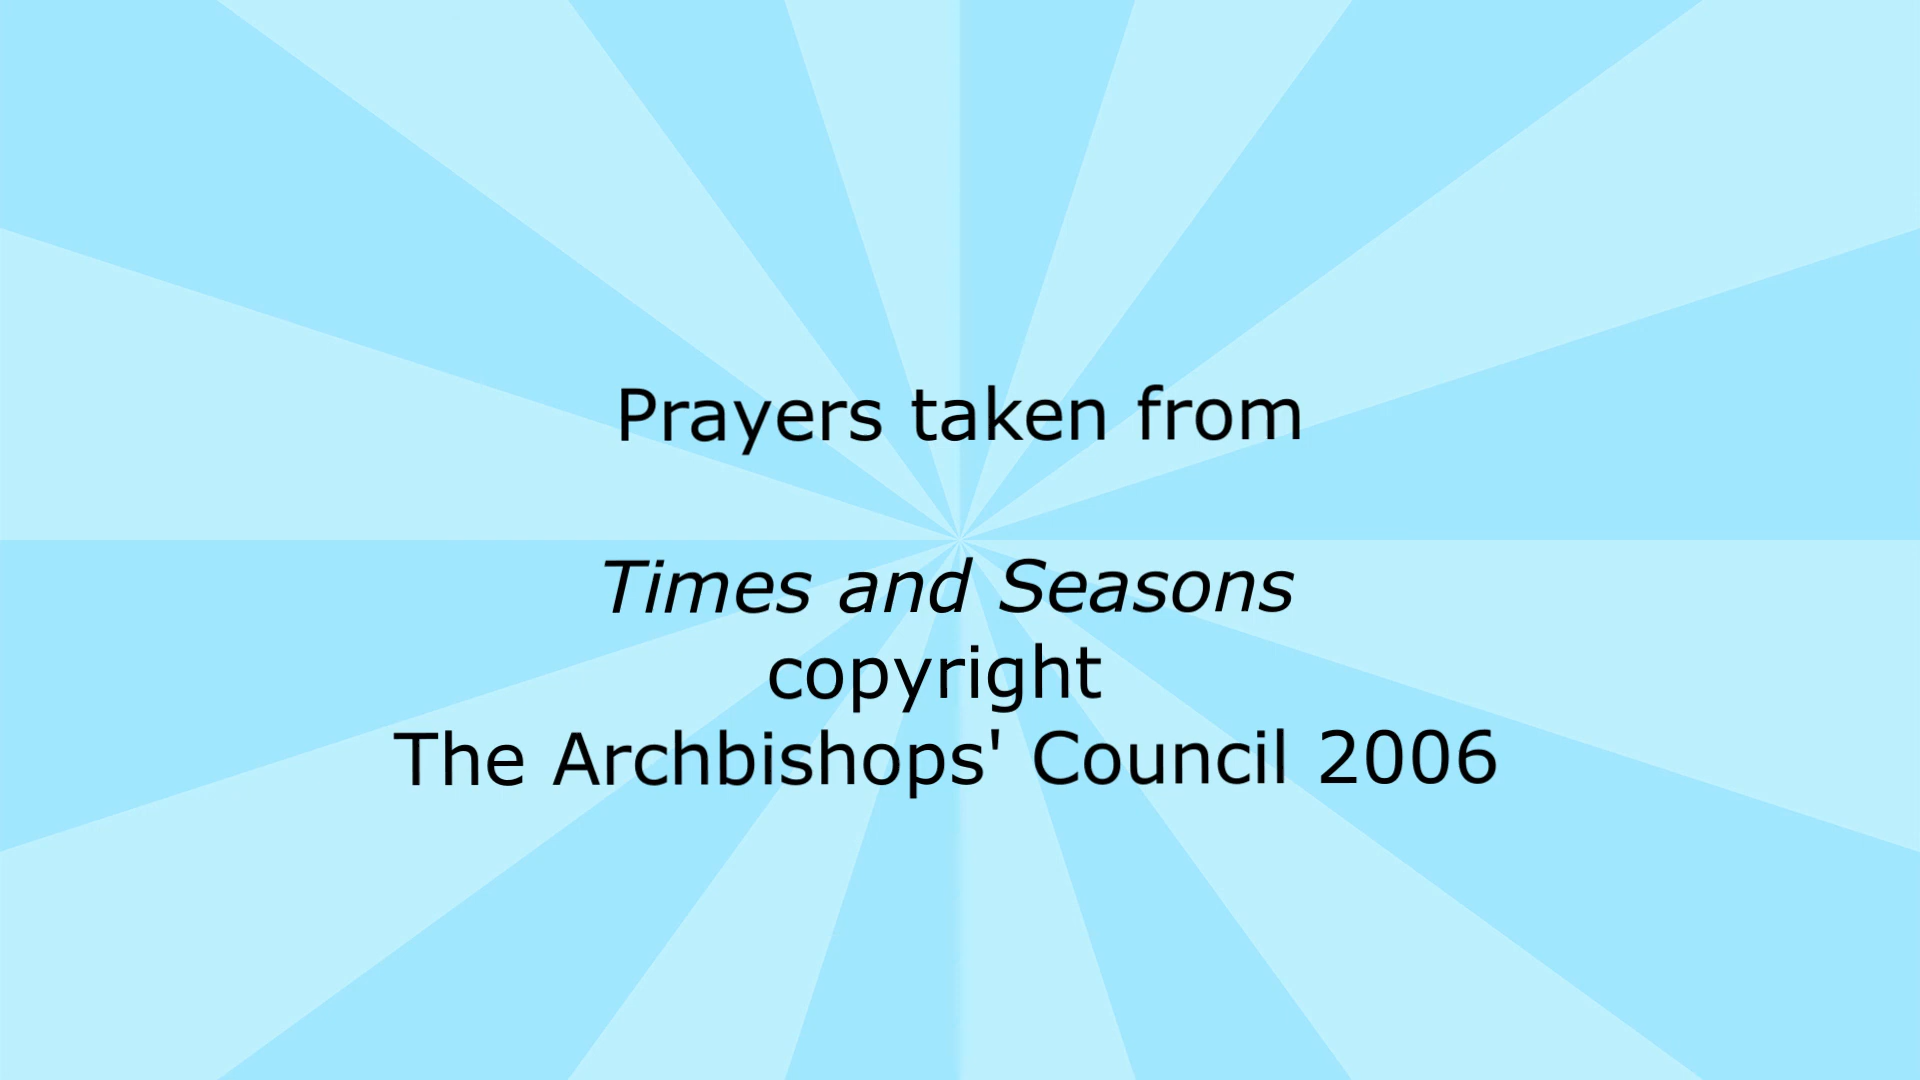 Prayers taken from
Times and Seasons
copyright
The Archbishops' Council 2006